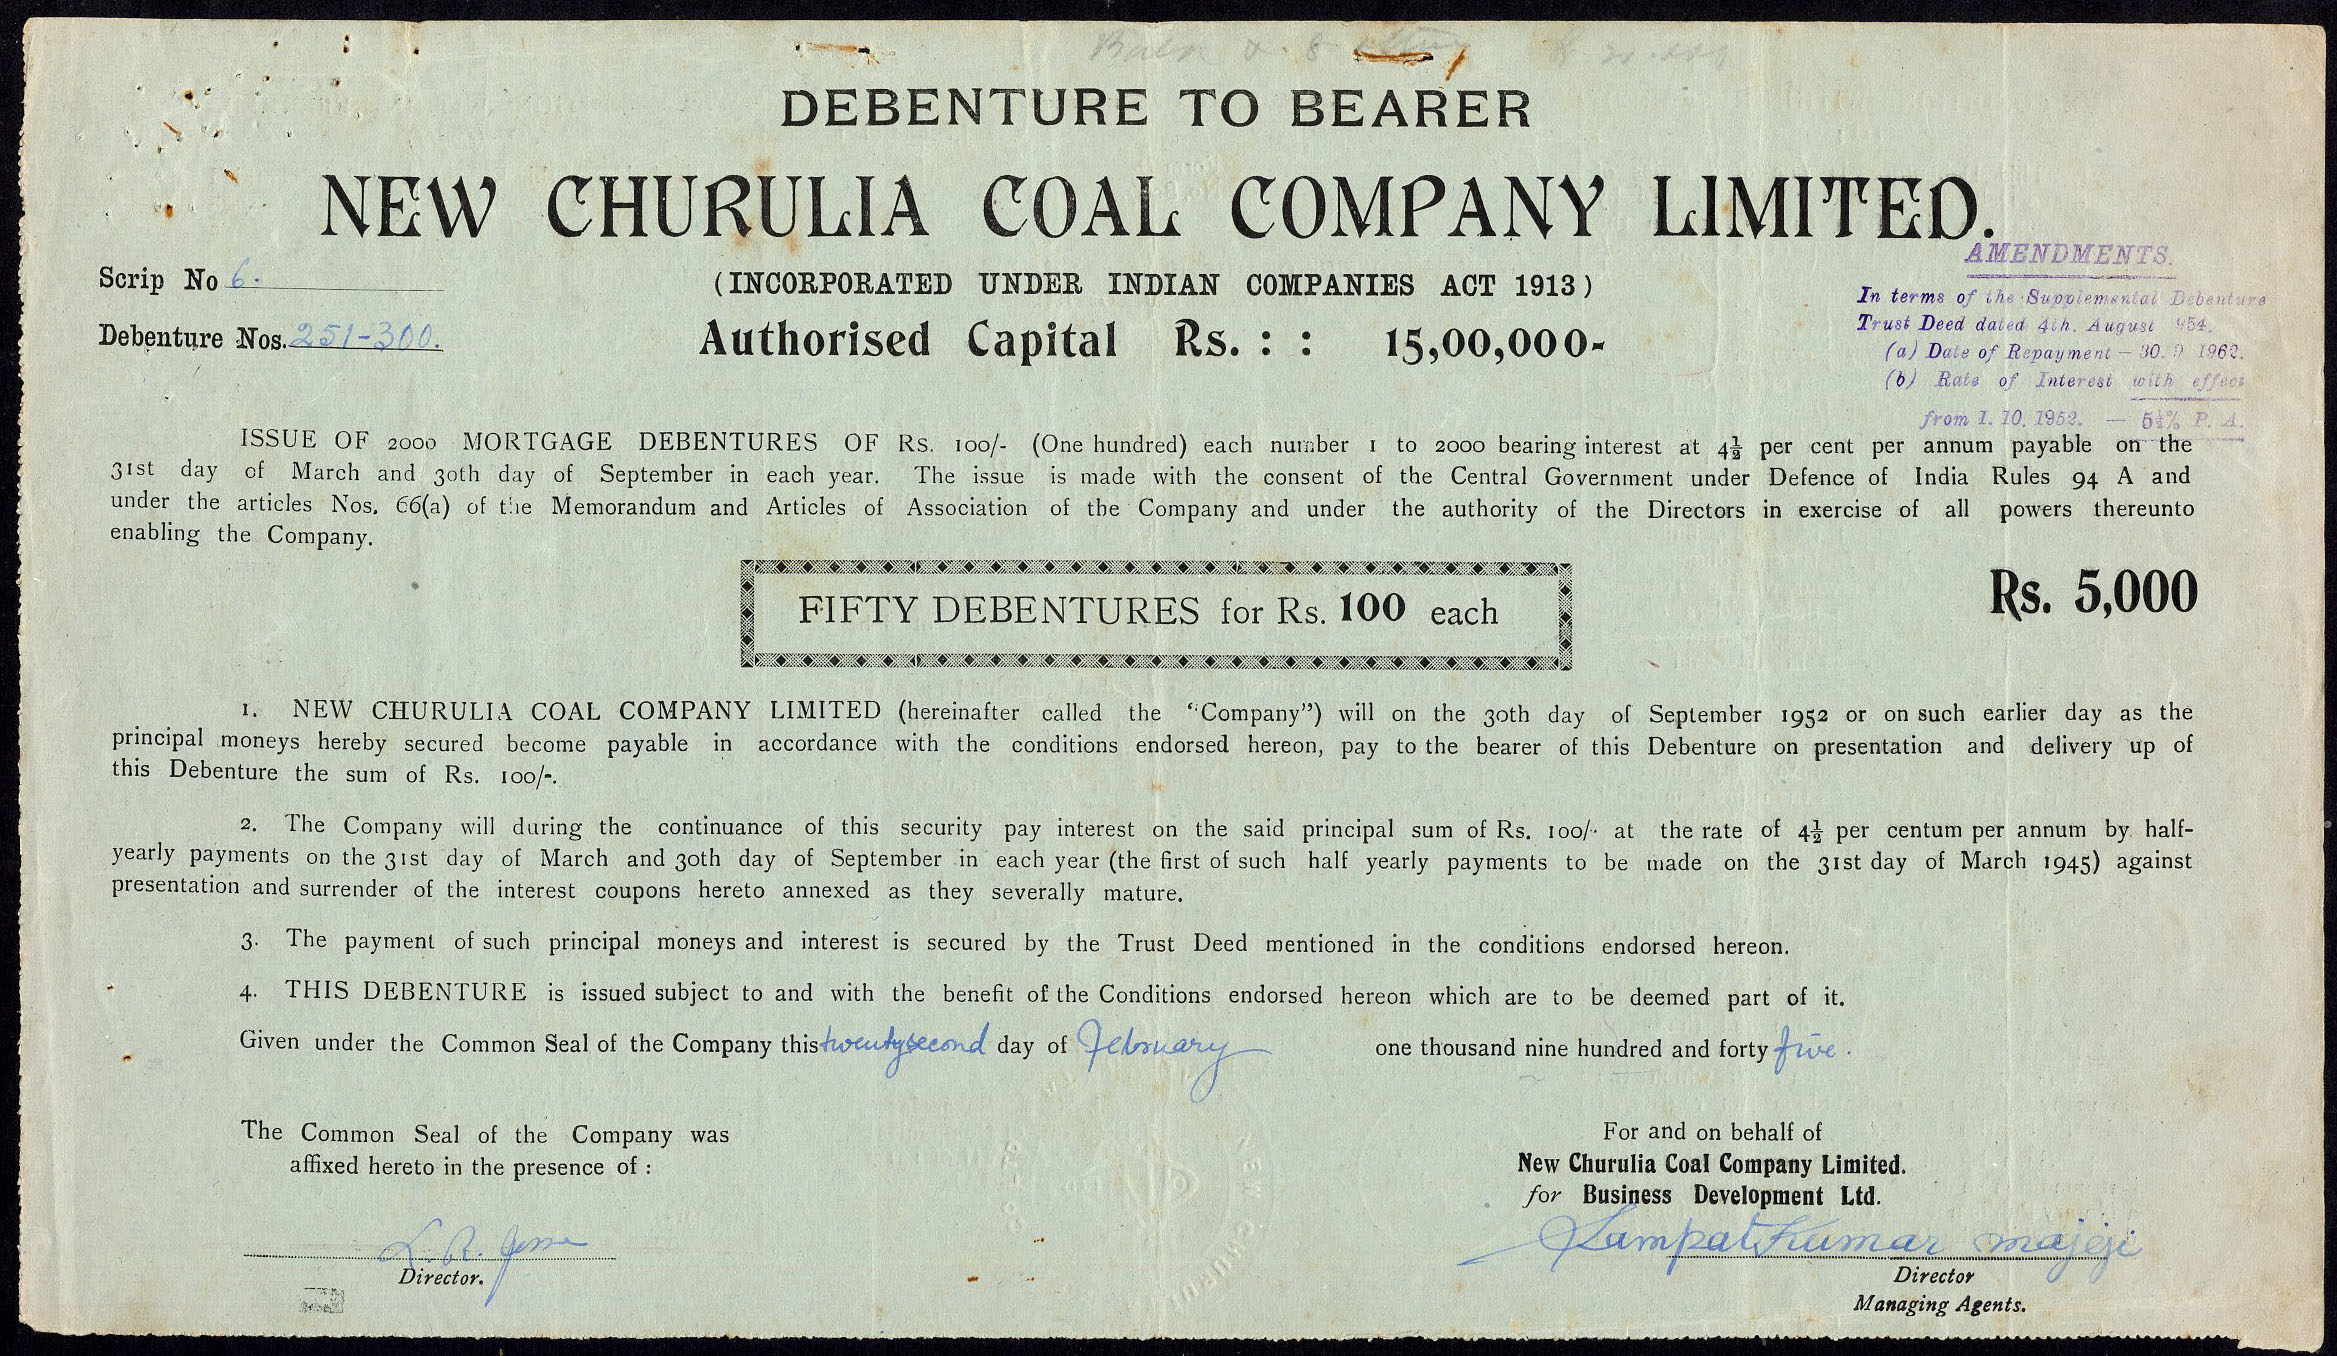 DEBENTURE TO BEARER
NEW CHURULIA COAL COMPANY LIMITED.
Scrip No 6.
(INCORPORATED UNDER INDIAN COMPANIES ACT 1913)
Debenture Nos. 251-300.
Authorised Capital Rs. : : 15,00,000-
AMENDMENTS.
In terms of the Supplemental Debenture
Trust Deed dated 4th. August 954.
(a) Date of Repayment — 30. 9 1962.
(b) Rate of Interest with effect
from 1. 10. 1952. — 5½% P. A.
ISSUE OF 2000 MORTGAGE DEBENTURES OF RS. 100/- (One hundred) each number 1 to 2000 bearing interest at 4½ per cent per annum payable on the
31st day of March and 30th day of September in each year. The issue is made with the consent of the Central Government under Defence of India Rules 94 A and
under the articles Nos. 66(a) of the Memorandum and Articles of Association of the Company and under the authority of the Directors in exercise of all powers thereunto
enabling the Company.
FIFTY DEBENTURES for Rs. 100 each
Rs. 5,000
1. NEW CHURULIA COAL COMPANY LIMITED (hereinafter called the "Company") will on the 30th day of September 1952 or on such earlier day as the
principal moneys hereby secured become payable in accordance with the conditions endorsed hereon, pay to the bearer of this Debenture on presentation and delivery up of
this Debenture the sum of Rs. 100/-.
2. The Company will during the continuance of this security pay interest on the said principal sum of Rs. 100/- at the rate of 4½ per centum per annum by half-
yearly payments on the 31st day of March and 30th day of September in each year (the first of such half yearly payments to be made on the 31st day of March 1945) against
presentation and surrender of the interest coupons hereto annexed as they severally mature.
3. The payment of such principal moneys and interest is secured by the Trust Deed mentioned in the conditions endorsed hereon.
4. THIS DEBENTURE is issued subject to and with the benefit of the Conditions endorsed hereon which are to be deemed part of it.
Given under the Common Seal of the Company this twentysecond day of February one thousand nine hundred and forty five.
The Common Seal of the Company was
affixed hereto in the presence of :
Director.
For and on behalf of
New Churulia Coal Company Limited.
for Business Development Ltd.
Sampatkumar
Director
Managing Agents.